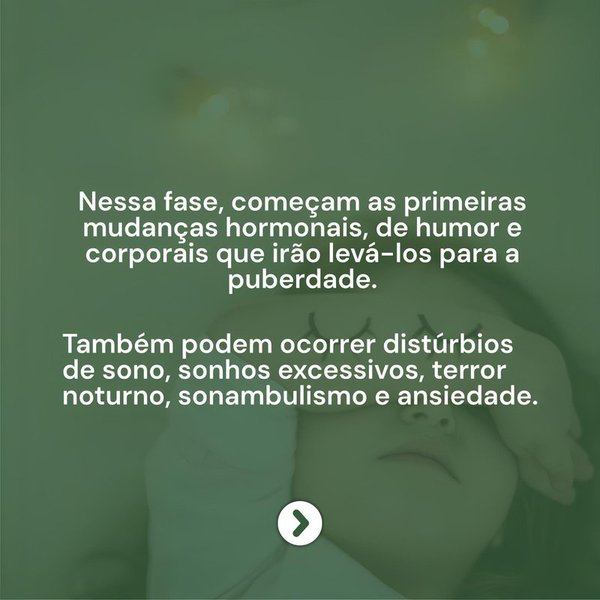 Nessa fase, começam as primeiras
mudanças hormonais, de humor e
corporais que irão levá-los para a
puberdade.
Também podem ocorrer distúrbios
de sono, sonhos excessivos, terror
noturno, sonambulismo e ansiedade.